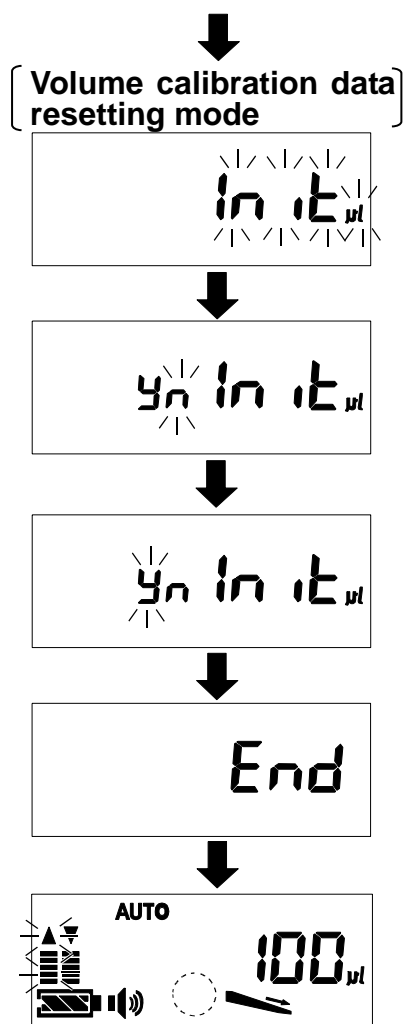 Volume calibration data
resetting mode
Init µl
yn Init µl
yn Init µl
End
AUTO
100 µl